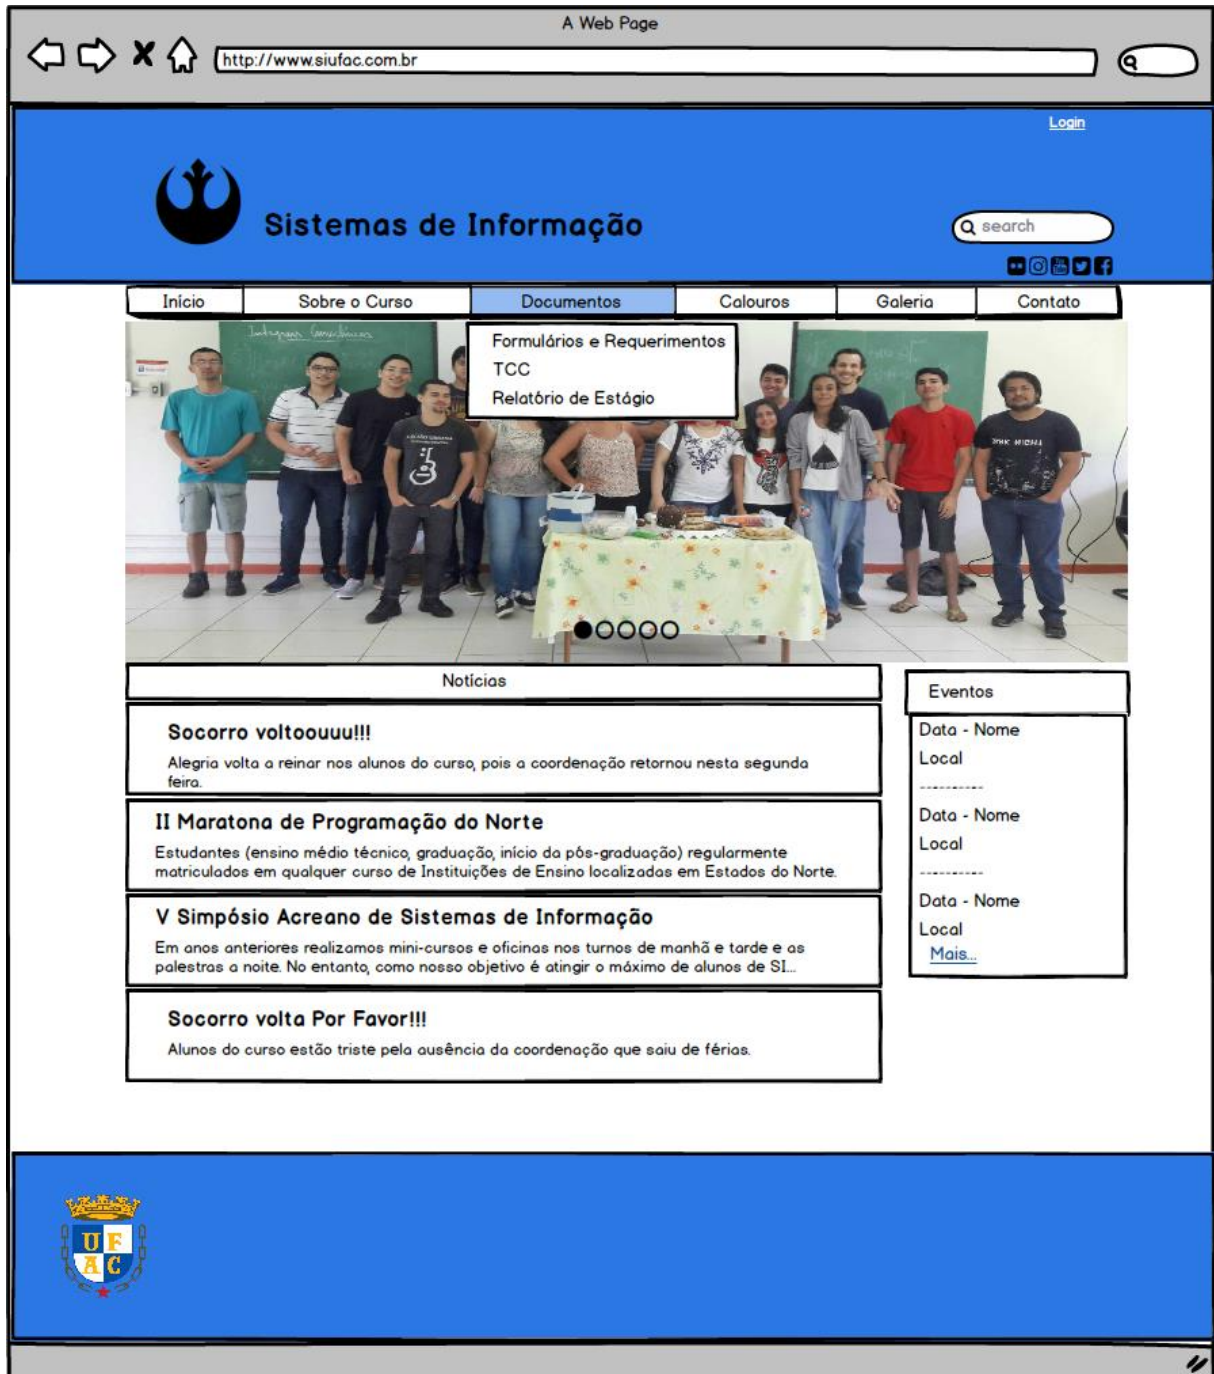 A Web Page
http://www.siufac.com.br
Login
Sistemas de Informação
search
Início Sobre o Curso Documentos Calouros Galeria Contato
Formulários e Requerimentos
TCC
Relatório de Estágio
Notícias
Socorro voltoouuu!!!
Alegria volta a reinar nos alunos do curso, pois a coordenação retornou nesta segunda
feira.
II Maratona de Programação do Norte
Estudantes (ensino médio técnico, graduação, início da pós-graduação) regularmente
matriculados em qualquer curso de Instituições de Ensino localizadas em Estados do Norte.
V Simpósio Acreano de Sistemas de Informação
Em anos anteriores realizamos mini-cursos e oficinas nos turnos de manhã e tarde e as
palestras a noite. No entanto, como nosso objetivo é atingir o máximo de alunos de SI...
Socorro volta Por Favor!!!
Alunos do curso estão triste pela ausência da coordenação que saiu de férias.
Eventos
Data - Nome
Local
----------
Data - Nome
Local
----------
Data - Nome
Local
Mais...
UF
AC